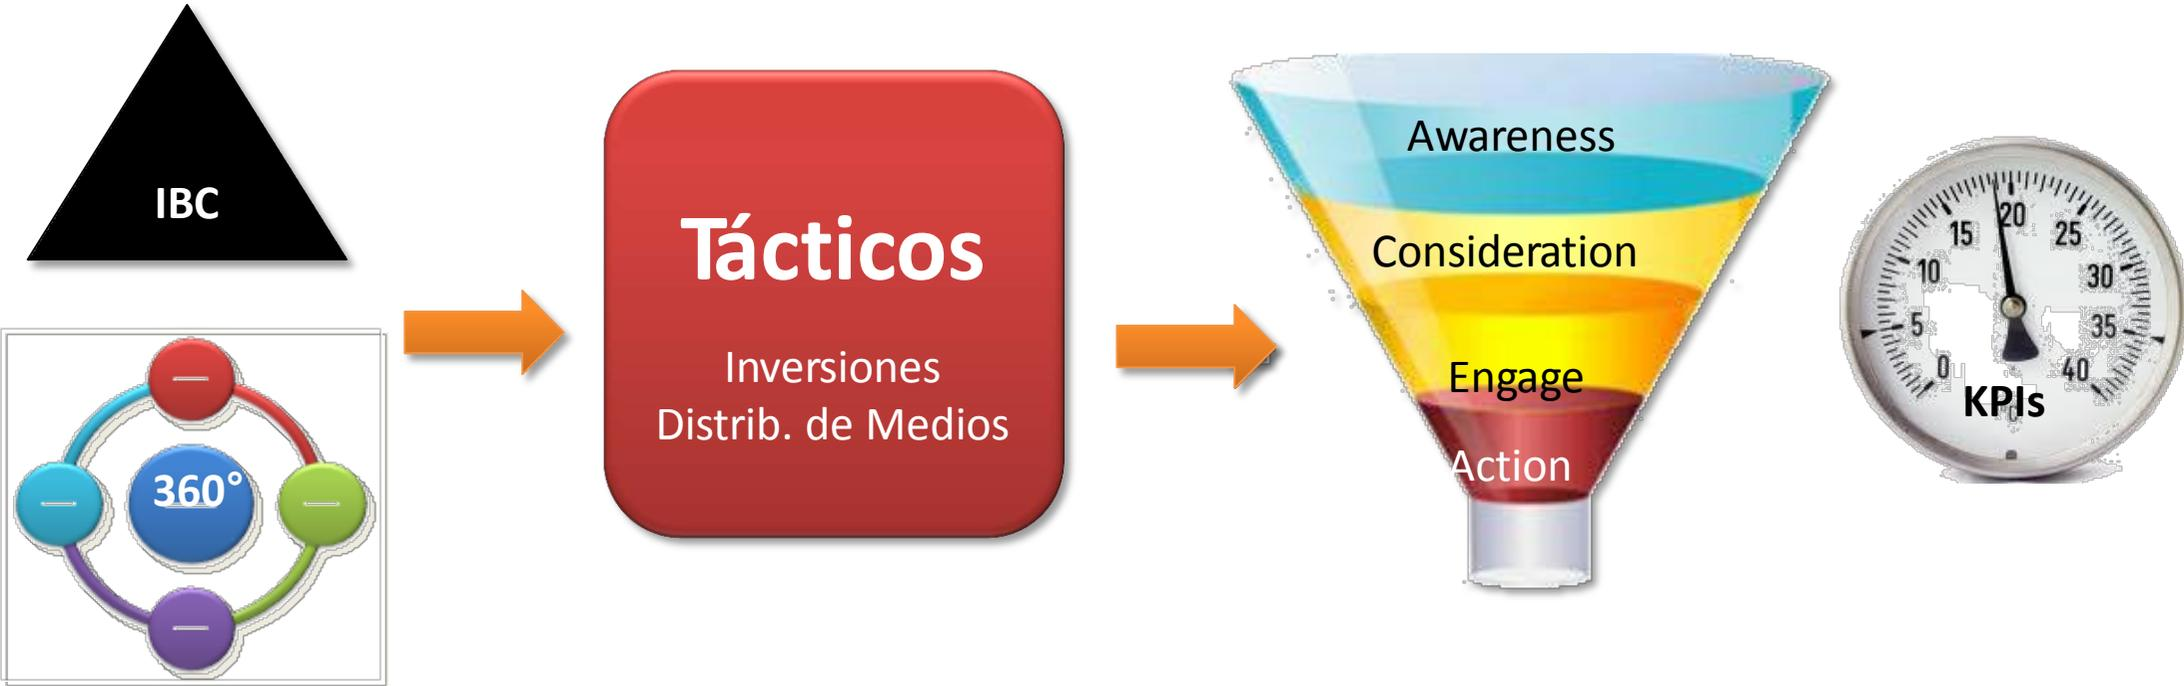 IBC
360°
Tácticos
Inversiones
Distrib. de Medios
Awareness
Consideration
Engage
Action
0
5
10
15
20
25
30
35
40
°C
KPIs